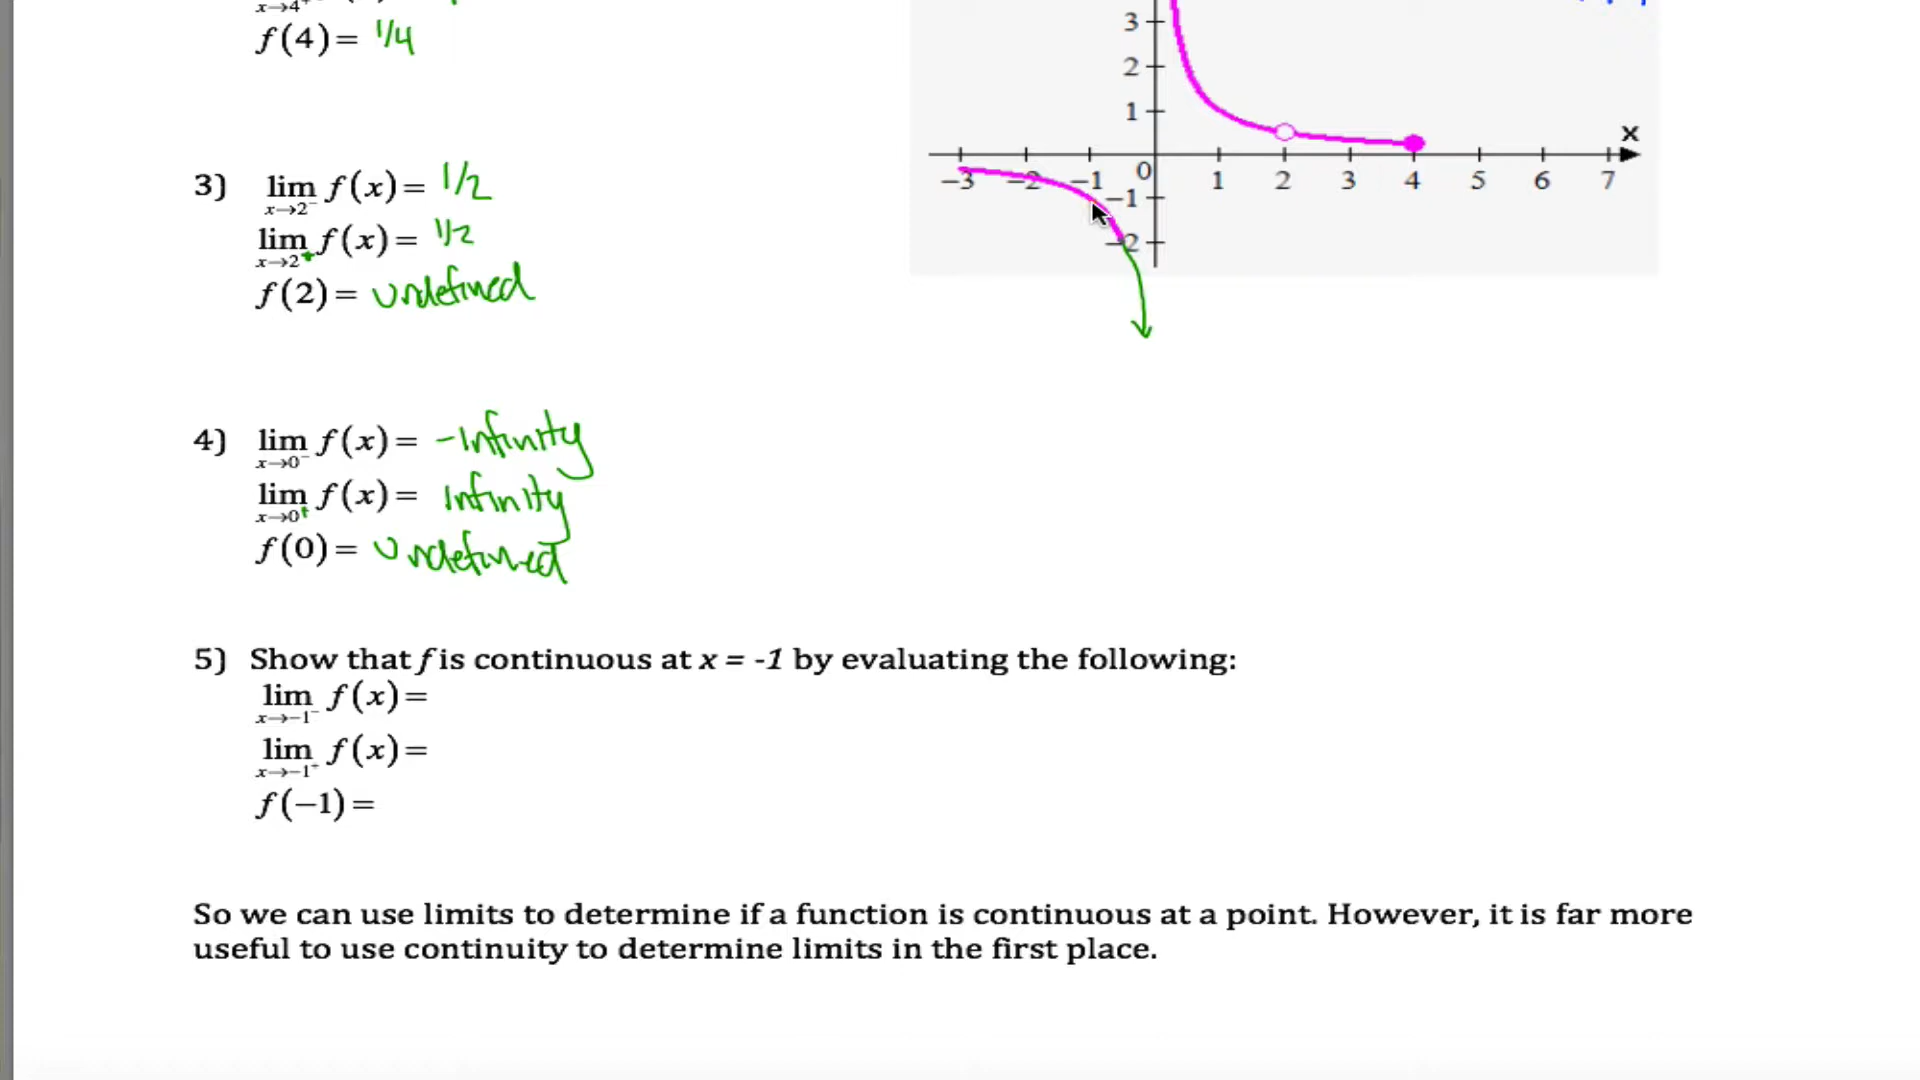 x→4⁺
f(4)= 1/4
3) lim f(x)= 1/2
x→2⁻
lim f(x)= 1/2
x→2⁺
f(2)= undefined
4) lim f(x)= -Infinity
x→0⁻
lim f(x)= Infinity
x→0⁺
f(0)= Undefined
5) Show that f is continuous at x = -1 by evaluating the following:
lim f(x)=
x→−1⁻
lim f(x)=
x→−1⁺
f(−1)=
So we can use limits to determine if a function is continuous at a point. However, it is far more
useful to use continuity to determine limits in the first place.
3
2
1
x
−3 −2 −1 0 1 2 3 4 5 6 7
−1
−2